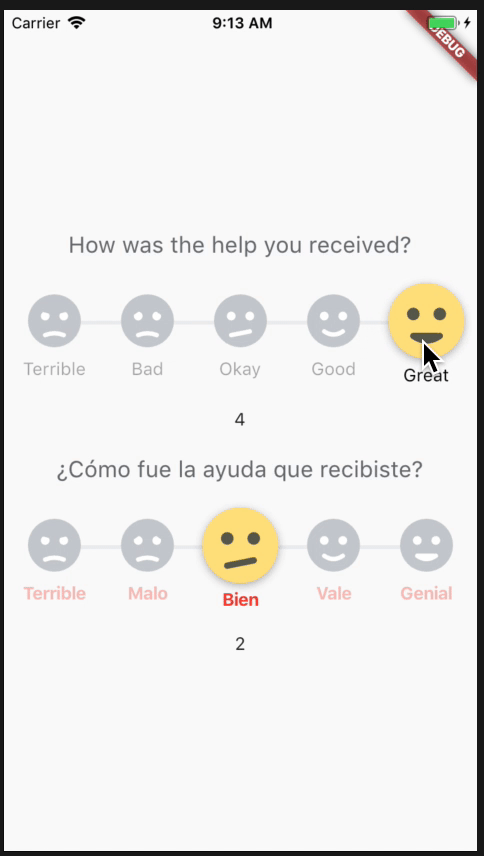 Carrier 9:13 AM
DEBUG
How was the help you received?
Terrible Bad Okay Good Great
4
¿Cómo fue la ayuda que recibiste?
Terrible Malo Bien Vale Genial
2